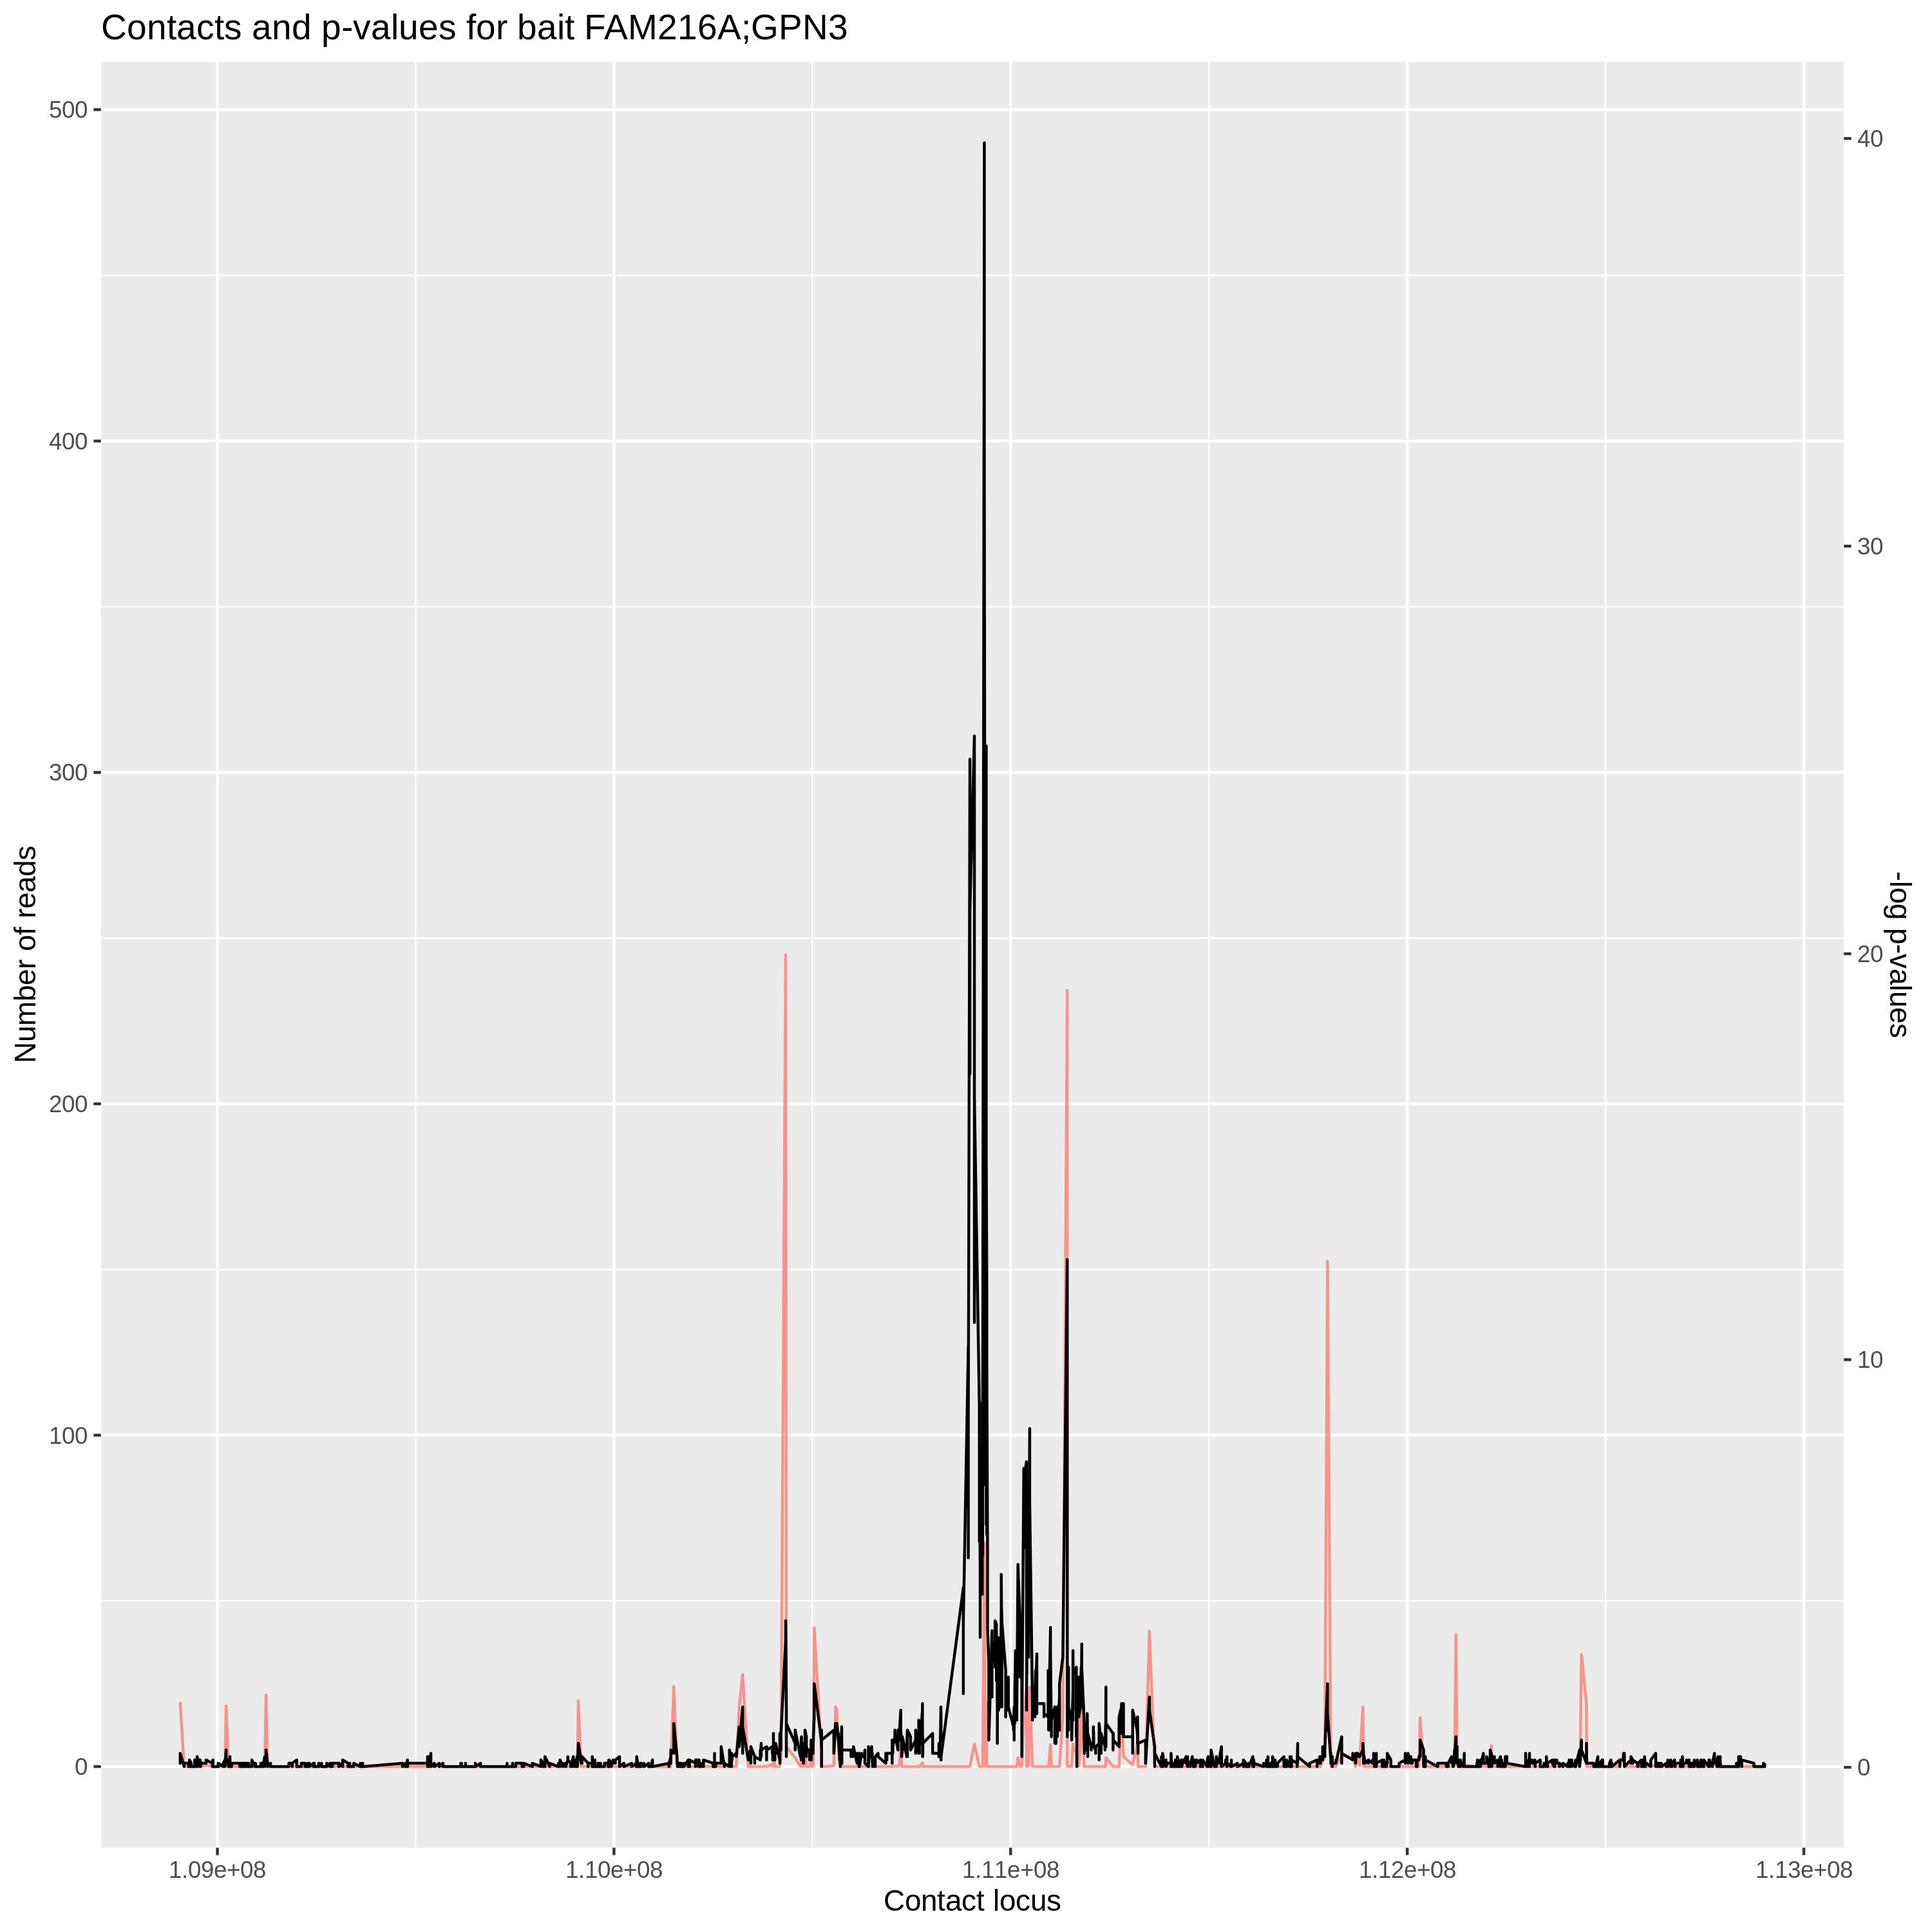 Contacts and p-values for bait FAM216A;GPN3
500
400
300
200
100
0
Number of reads
40
30
20
10
0
-log p-values
1.09e+08
1.10e+08
1.11e+08
1.12e+08
1.13e+08
Contact locus